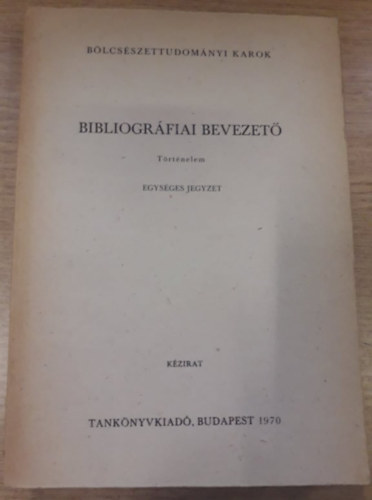 BÖLCSÉSZETTUDOMÁNYI KAROK
BIBLIOGRÁFIAI BEVEZETŐ
Történelem
EGYSÉGES JEGYZET
KÉZIRAT
TANKÖNYVKIADÓ, BUDAPEST 1970